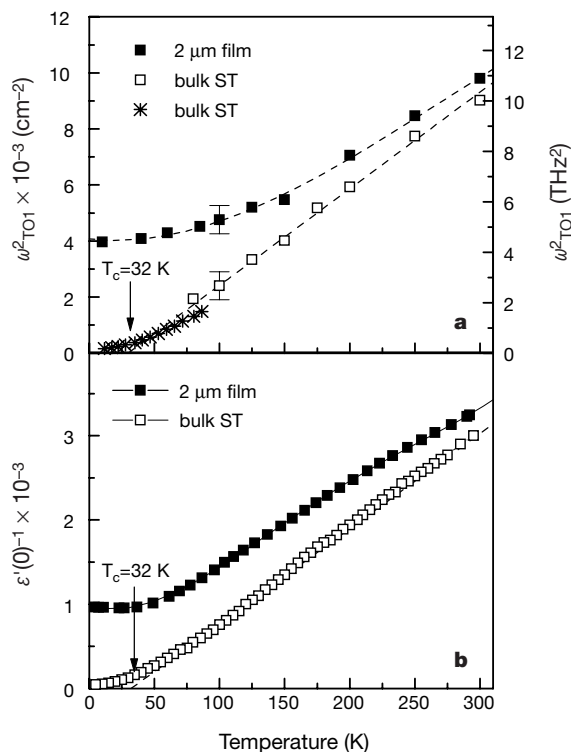 12
10
8
6
4
2
0
ω²TO1 × 10⁻³ (cm⁻²)
2 μm film
bulk ST
bulk ST
Tc=32 K
a
12
10
8
6
4
2
0
ω²TO1 (THz²)
3
2
1
0
ε'(0)⁻¹ × 10⁻³
2 μm film
bulk ST
Tc=32 K
b
0 50 100 150 200 250 300
Temperature (K)